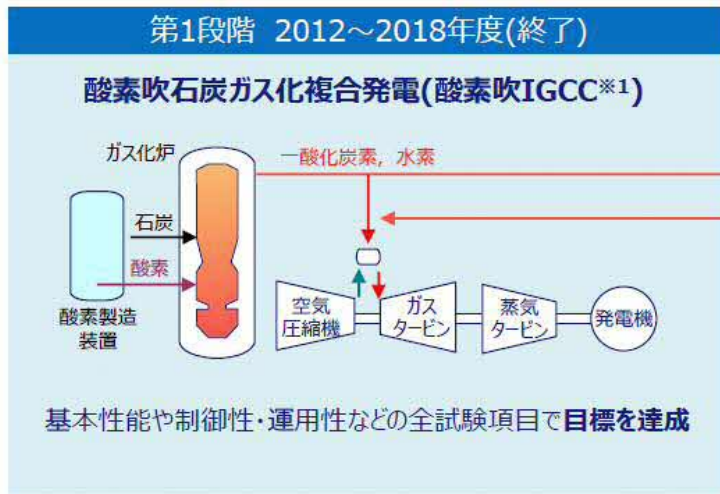 第1段階 2012～2018年度(終了)
酸素吹石炭ガス化複合発電(酸素吹IGCC※1)
ガス化炉
一酸化炭素, 水素
石炭
酸素
酸素製造
装置
空気
圧縮機
ガス
タービン
蒸気
タービン
発電機
基本性能や制御性・運用性などの全試験項目で目標を達成